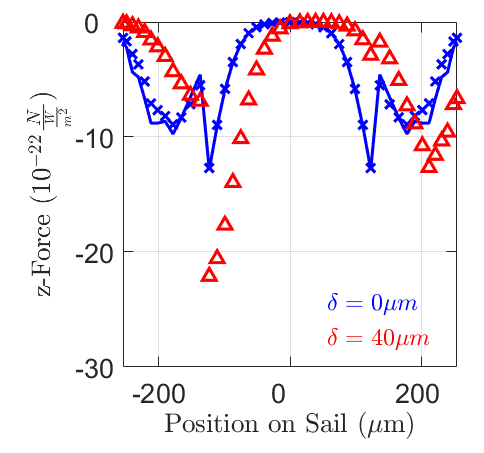 0
-10
-20
-30
z-Force (10⁻²² N/W / m²)
δ = 0μm
δ = 40μm
-200 0 200
Position on Sail (μm)